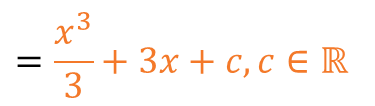 = x³/3 + 3x + c, c ∈ ℝ